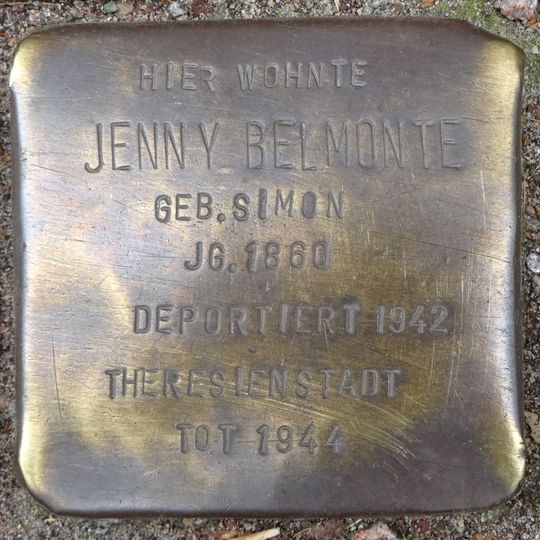 HIER WOHNTE
JENNY BELMONTE
GEB. SIMON
JG. 1860
DEPORTIERT 1942
THERESIENSTADT
TOT 1944